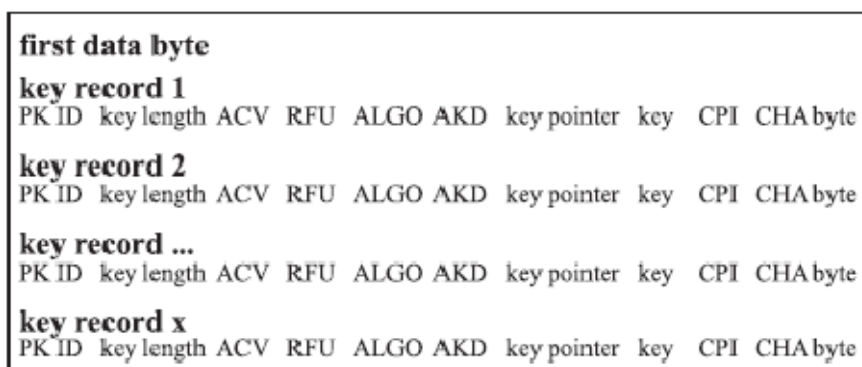 first data byte
key record 1
PK ID key length ACV RFU ALGO AKD key pointer key CPI CHA byte
key record 2
PK ID key length ACV RFU ALGO AKD key pointer key CPI CHA byte
key record ...
PK ID key length ACV RFU ALGO AKD key pointer key CPI CHA byte
key record x
PK ID key length ACV RFU ALGO AKD key pointer key CPI CHA byte